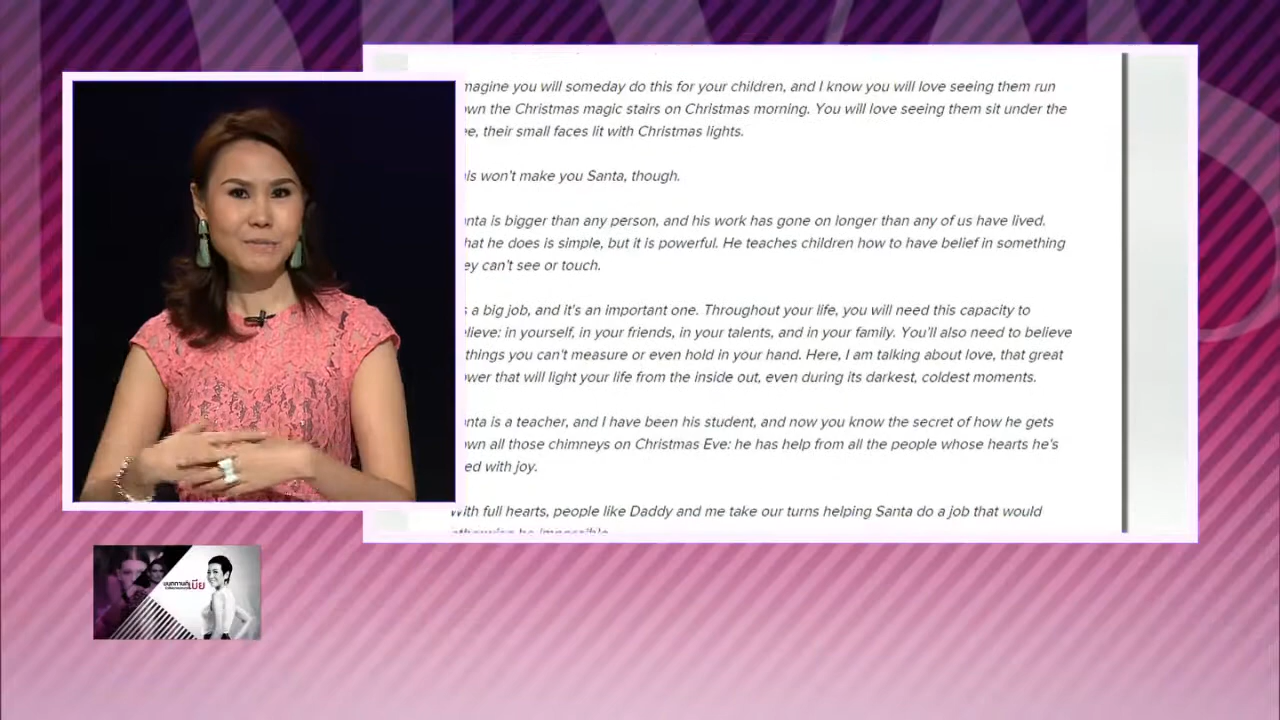 magine you will someday do this for your children, and I know you will love seeing them run
wn the Christmas magic stairs on Christmas morning. You will love seeing them sit under the
ee, their small faces lit with Christmas lights.
is won't make you Santa, though.
nta is bigger than any person, and his work has gone on longer than any of us have lived.
hat he does is simple, but it is powerful. He teaches children how to have belief in something
ey can't see or touch.
s a big job, and it's an important one. Throughout your life, you will need this capacity to
elieve: in yourself, in your friends, in your talents, and in your family. You'll also need to believe
things you can't measure or even hold in your hand. Here, I am talking about love, that great
ower that will light your life from the inside out, even during its darkest, coldest moments.
anta is a teacher, and I have been his student, and now you know the secret of how he gets
wn all those chimneys on Christmas Eve: he has help from all the people whose hearts he's
ed with joy.
With full hearts, people like Daddy and me take our turns helping Santa do a job that would
otherwise be impossible.
เมีย